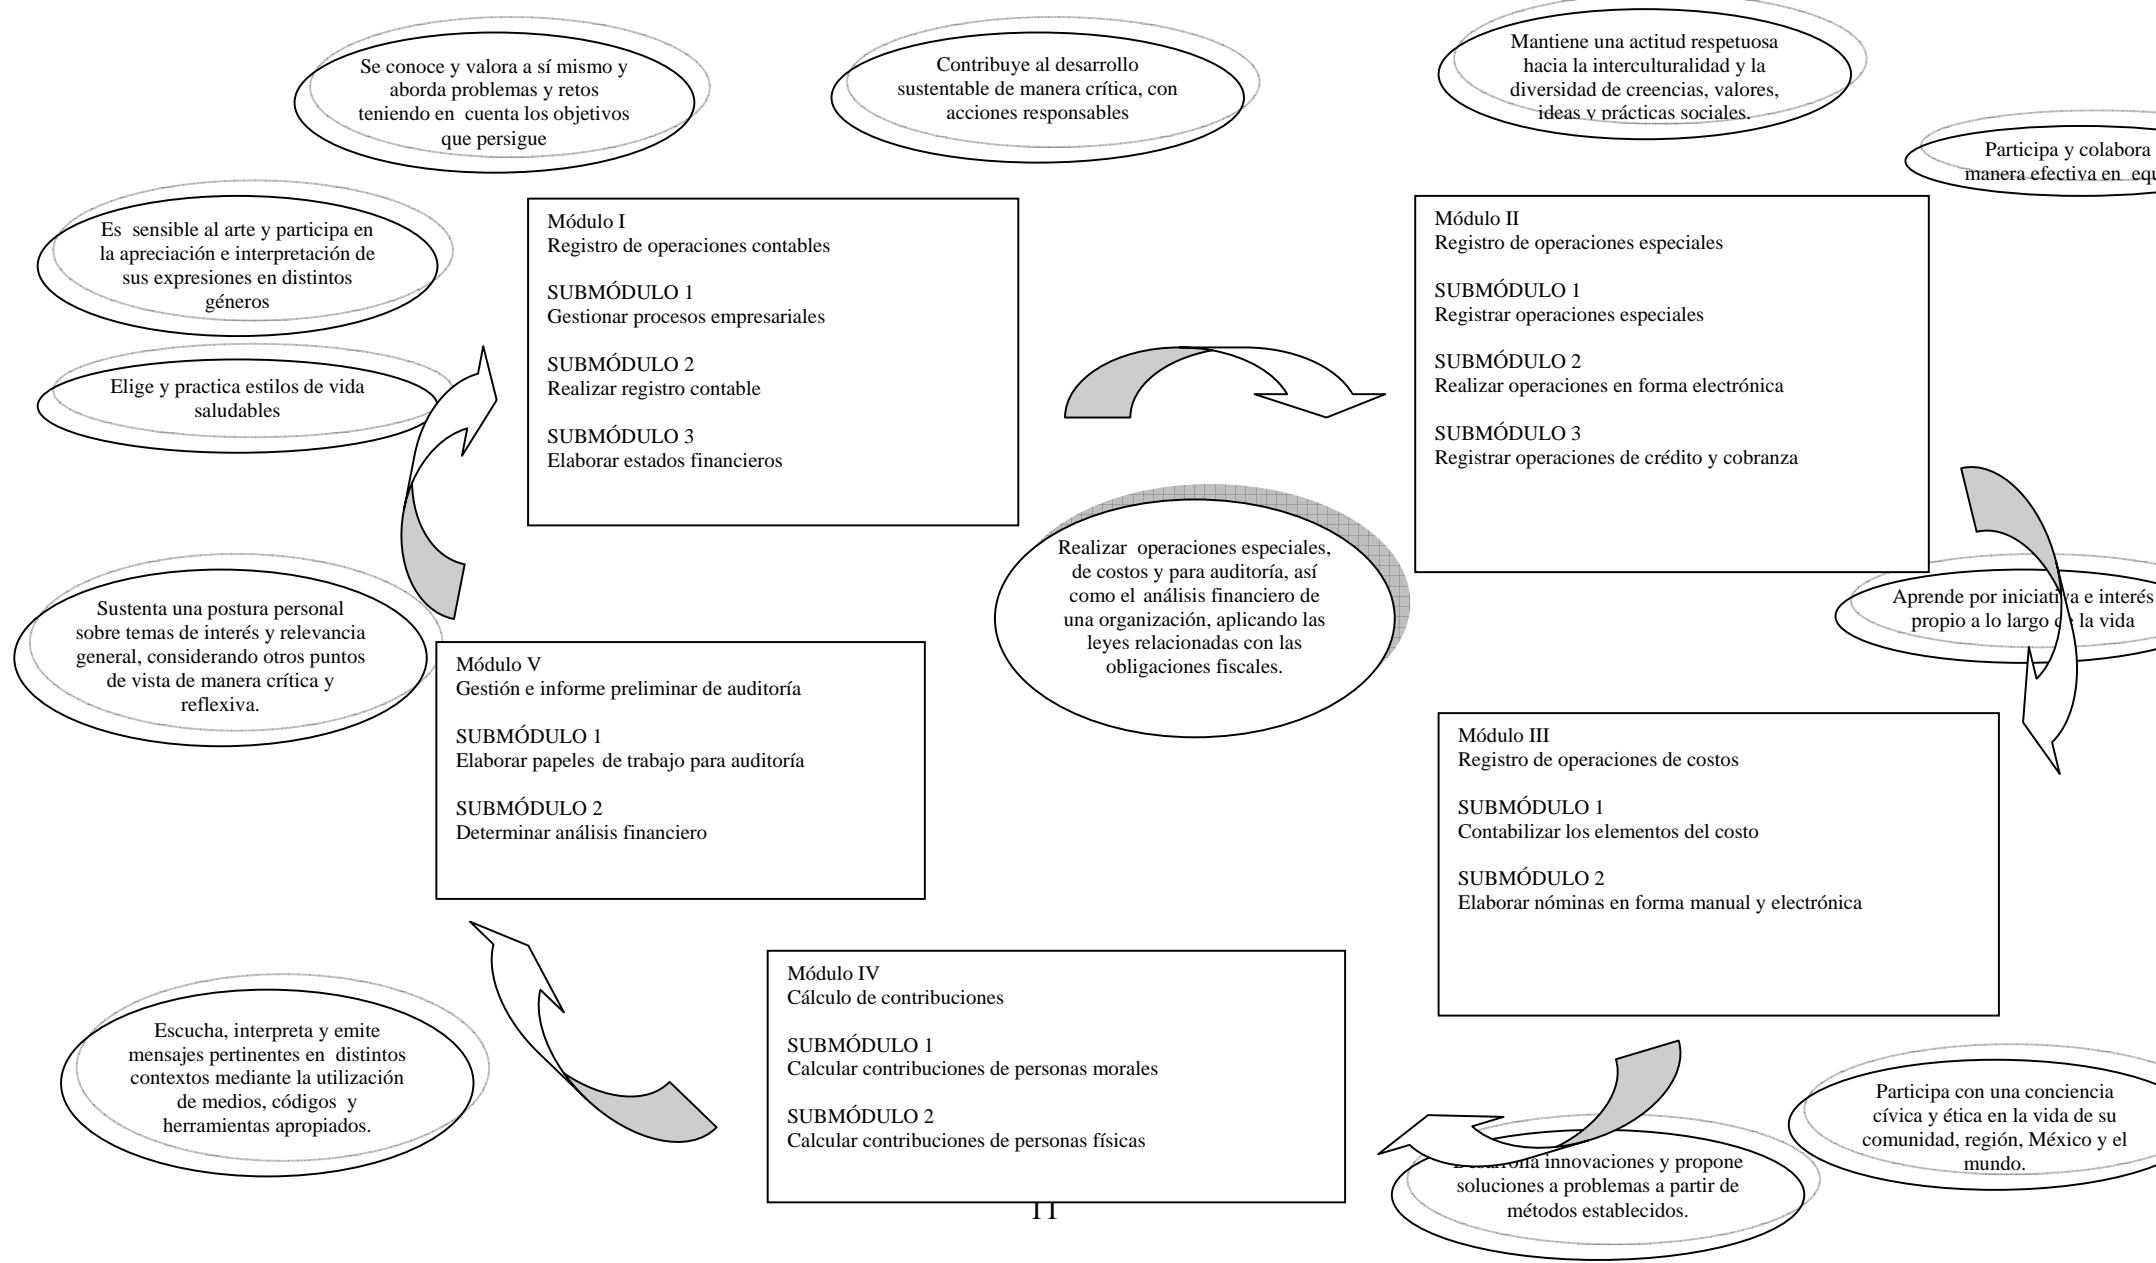 Se conoce y valora a sí mismo y
aborda problemas y retos
teniendo en cuenta los objetivos
que persigue
Contribuye al desarrollo
sustentable de manera crítica, con
acciones responsables
Mantiene una actitud respetuosa
hacia la interculturalidad y la
diversidad de creencias, valores,
ideas y prácticas sociales.
Participa y colabora
manera efectiva en
Es sensible al arte y participa en
la apreciación e interpretación de
sus expresiones en distintos
géneros
Elige y practica estilos de vida
saludables
Módulo I
Registro de operaciones contables
SUBMÓDULO 1
Gestionar procesos empresariales
SUBMÓDULO 2
Realizar registro contable
SUBMÓDULO 3
Elaborar estados financieros
Módulo II
Registro de operaciones especiales
SUBMÓDULO 1
Registrar operaciones especiales
SUBMÓDULO 2
Realizar operaciones en forma electrónica
SUBMÓDULO 3
Registrar operaciones de crédito y cobranza
Realizar operaciones especiales,
de costos y para auditoría, así
como el análisis financiero de
una organización, aplicando las
leyes relacionadas con las
obligaciones fiscales.
Aprende por iniciativa e interés
propio a lo largo de la vida
Sustenta una postura personal
sobre temas de interés y relevancia
general, considerando otros puntos
de vista de manera crítica y
reflexiva.
Módulo V
Gestión e informe preliminar de auditoría
SUBMÓDULO 1
Elaborar papeles de trabajo para auditoría
SUBMÓDULO 2
Determinar análisis financiero
Módulo III
Registro de operaciones de costos
SUBMÓDULO 1
Contabilizar los elementos del costo
SUBMÓDULO 2
Elaborar nóminas en forma manual y electrónica
Módulo IV
Cálculo de contribuciones
SUBMÓDULO 1
Calcular contribuciones de personas morales
SUBMÓDULO 2
Calcular contribuciones de personas físicas
Escucha, interpreta y emite
mensajes pertinentes en distintos
contextos mediante la utilización
de medios, códigos y
herramientas apropiados.
Participa con una conciencia
cívica y ética en la vida de su
comunidad, región, México y el
mundo.
innovaciones y propone
soluciones a problemas a partir de
métodos establecidos.